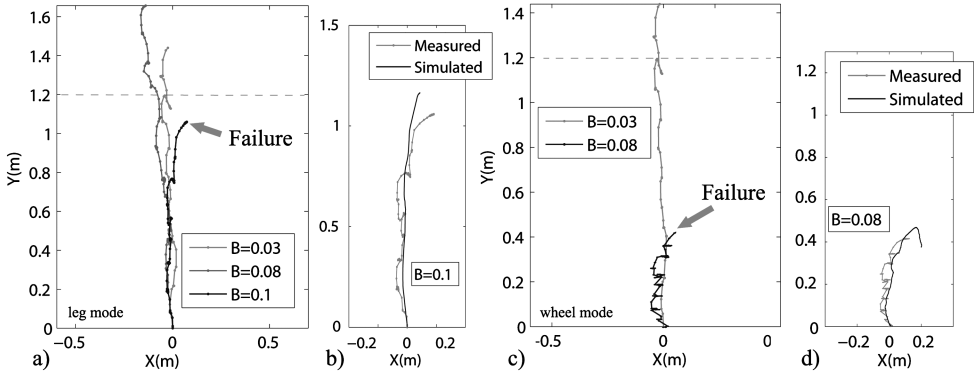 1.6
1.4
1.2
1
0.8
0.6
0.4
0.2
0
Y(m)
Failure
B=0.03
B=0.08
B=0.1
leg mode
−0.5
0
0.5
X(m)
a)
1.5
1
0.5
0
Measured
Simulated
B=0.1
−0.2
0
0.2
X(m)
b)
1.4
1.2
1
0.8
0.6
0.4
0.2
0
Y(m)
B=0.03
B=0.08
Failure
wheel mode
-0.5
0
0
X(m)
c)
1
0.8
0.6
0.4
0.2
0
Measured
Simulated
B=0.08
−0.2
0
0.2
X(m)
d)